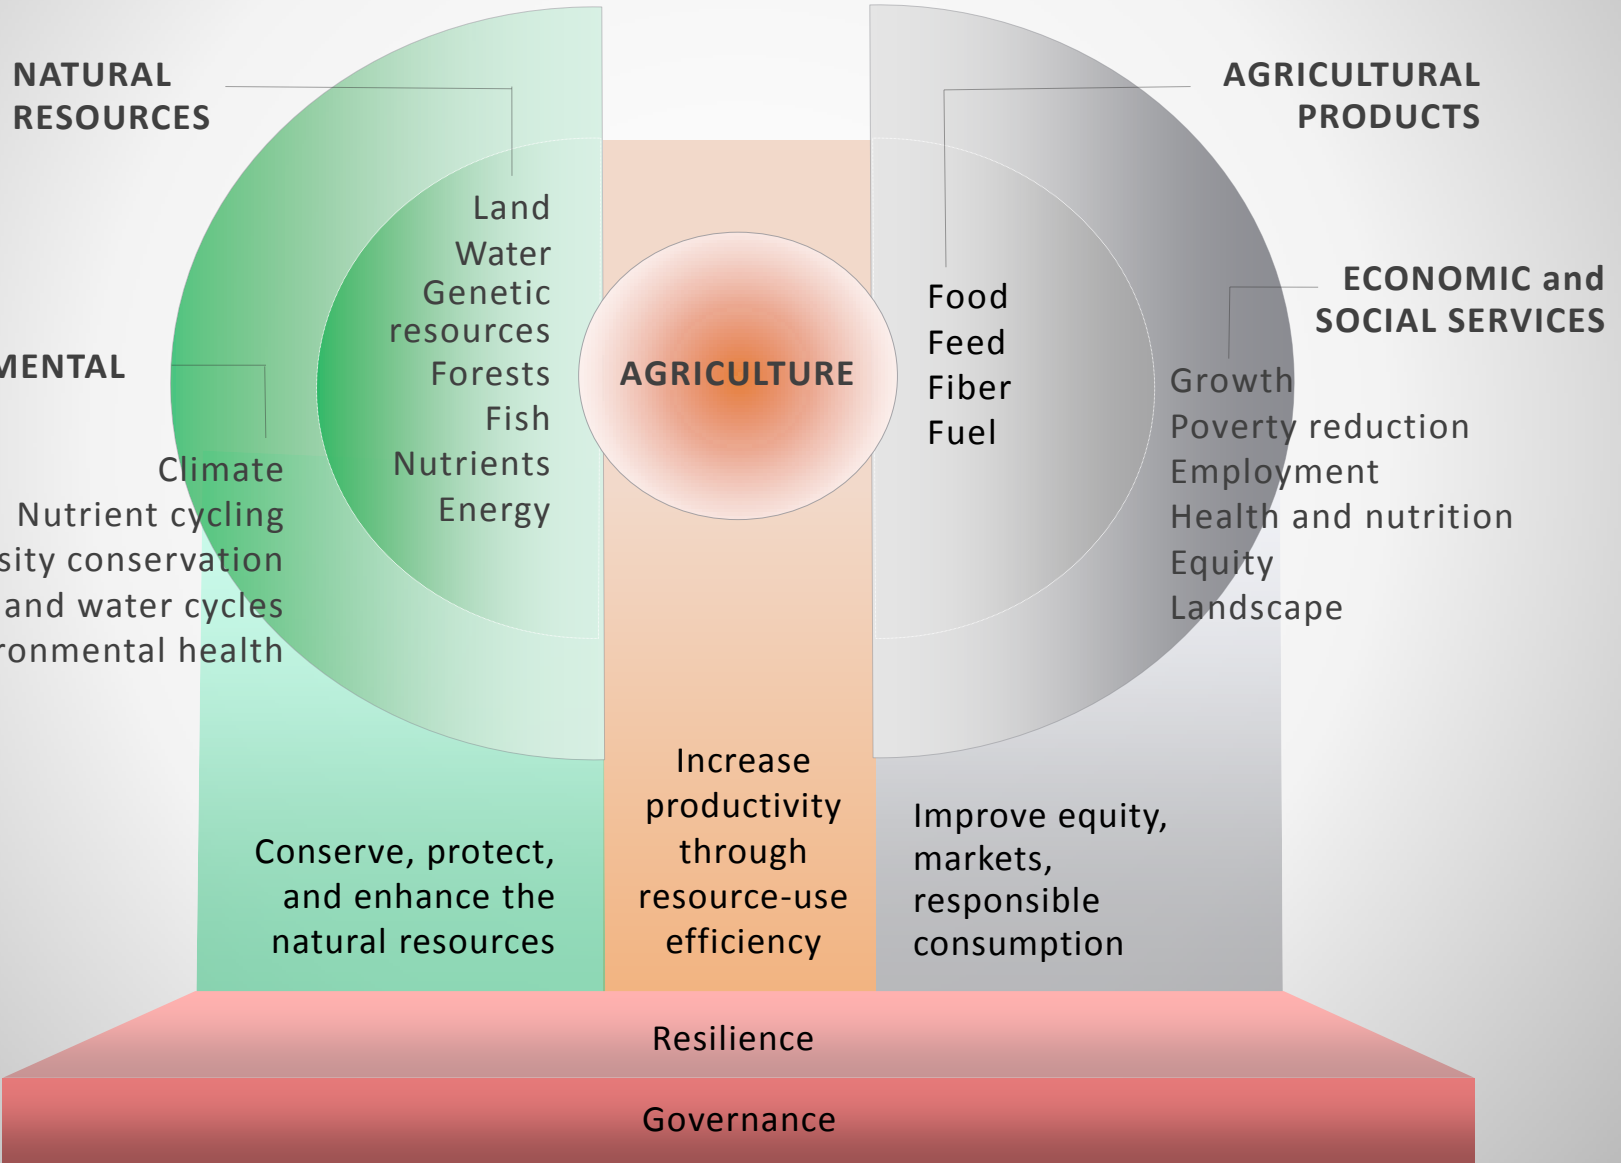 NATURAL
RESOURCES
Land
Water
Genetic
resources
Forests
Fish
Nutrients
Energy
MENTAL
Climate
Nutrient cycling
sity conservation
and water cycles
ronmental health
AGRICULTURE
AGRICULTURAL
PRODUCTS
Food
Feed
Fiber
Fuel
ECONOMIC and
SOCIAL SERVICES
Growth
Poverty reduction
Employment
Health and nutrition
Equity
Landscape
Conserve, protect,
and enhance the
natural resources
Increase
productivity
through
resource-use
efficiency
Improve equity,
markets,
responsible
consumption
Resilience
Governance